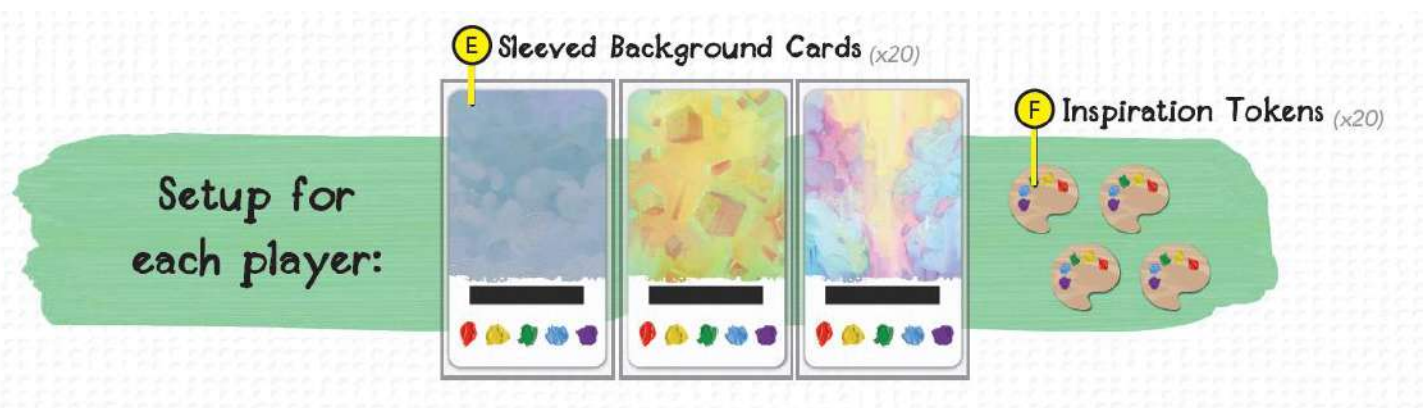 E Sleeved Background Cards (x20)
F Inspiration Tokens (x20)
Setup for
each player: